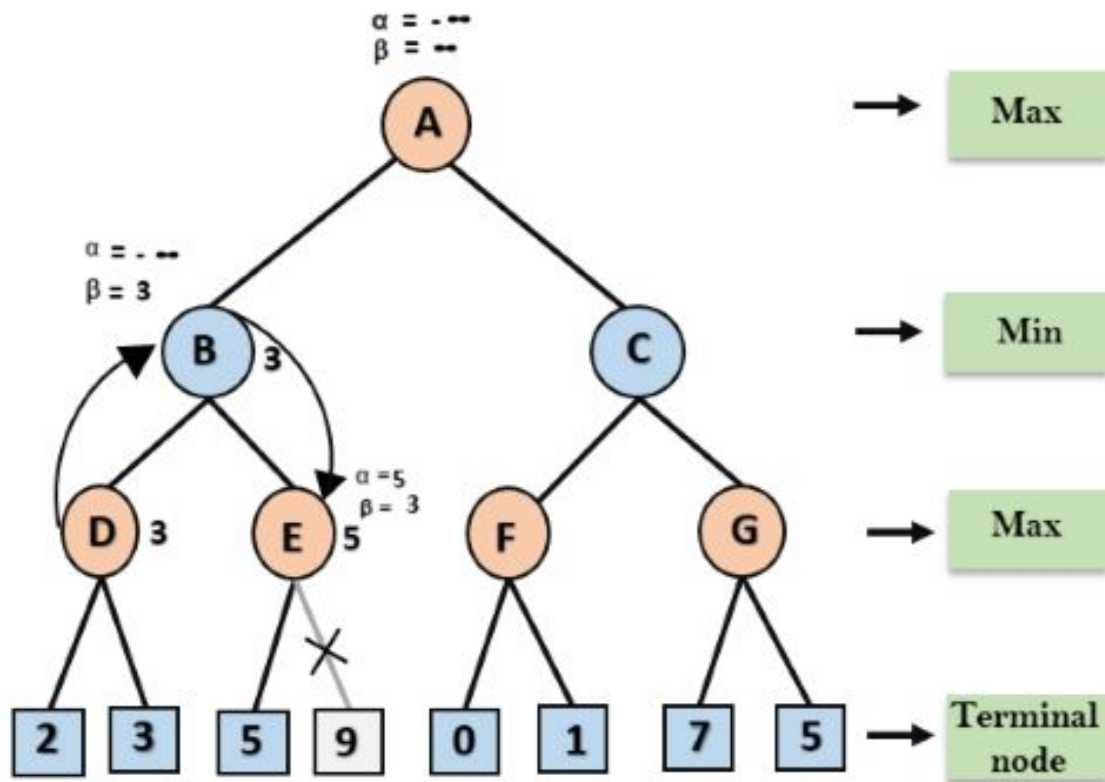 α = - ∞
β = ∞
A
Max
α = - ∞
β = 3
B
3
C
Min
α = 5
β = 3
D
3
E
5
F
G
Max
2
3
5
9
0
1
7
5
Terminal
node